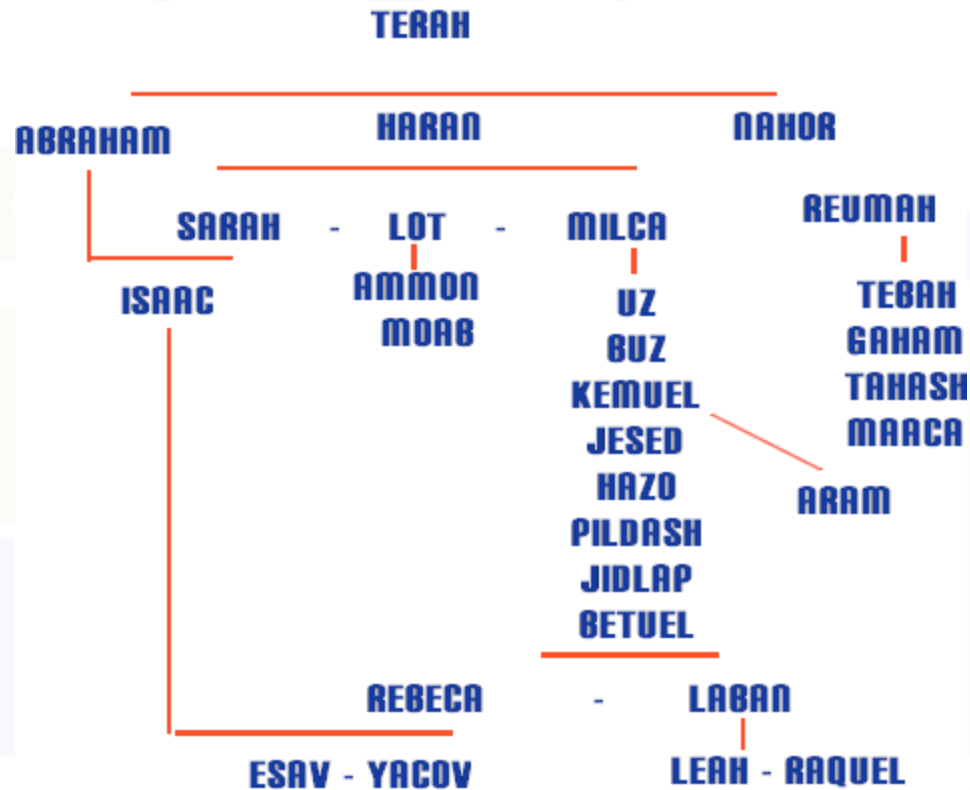 TERAH
ABRAHAM HARAN NAHOR
REUMAH
SARAH - LOT - MILCA
AMMON
MOAB
ISAAC
UZ
BUZ
KEMUEL
JESED
HAZO
PILDASH
JIDLAP
BETUEL
TEBAH
GAHAM
TAHASH
MAACA
ARAM
REBECA - LABAN
ESAV - YACOV
LEAH - RAQUEL